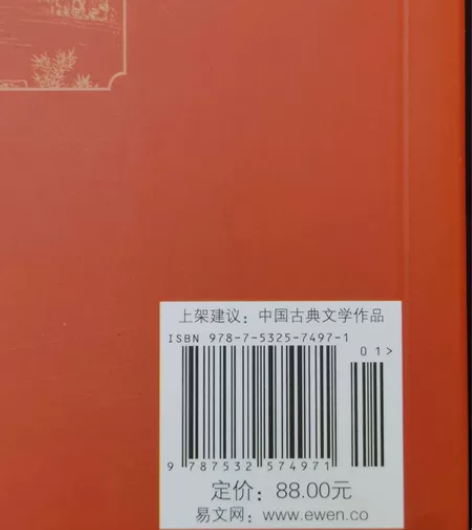 上架建议：中国古典文学作品
ISBN 978-7-5325-7497-1
01>
9 787532 574971
定价：88.00元
易文网：www.ewen.co